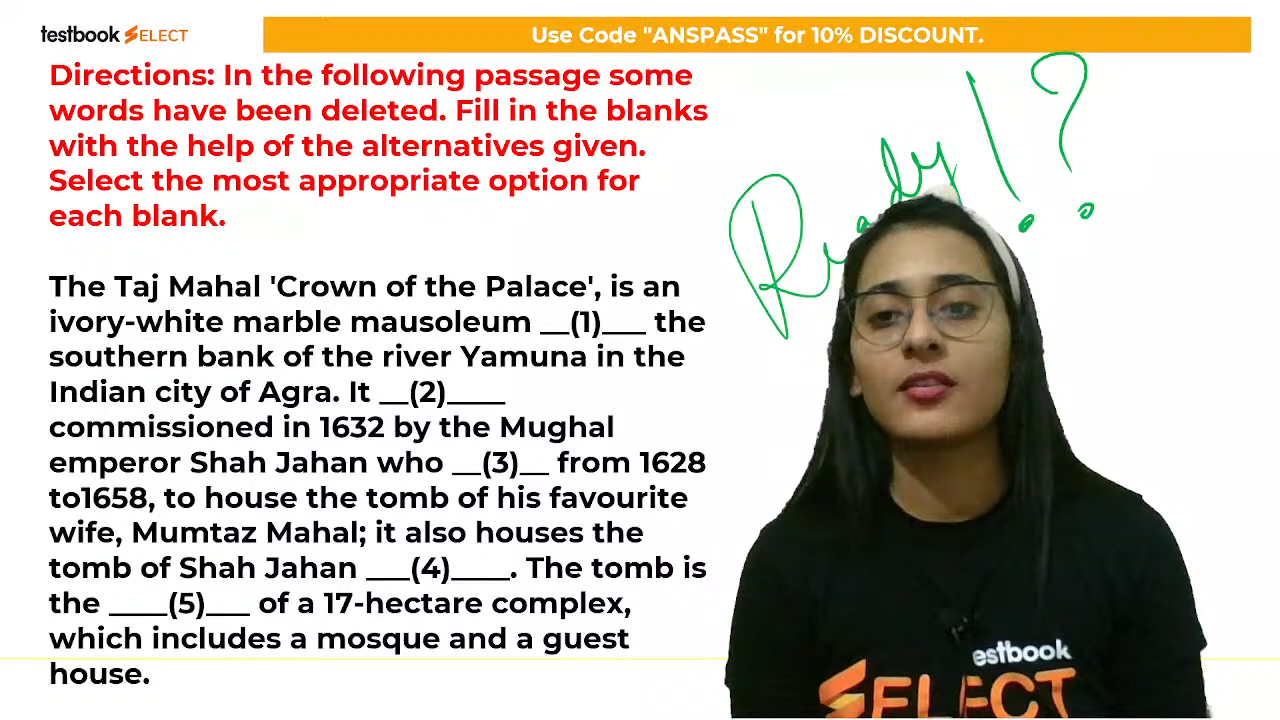 testbook SELECT
Use Code "ANSPASS" for 10% DISCOUNT.
Directions: In the following passage some
words have been deleted. Fill in the blanks
with the help of the alternatives given.
Select the most appropriate option for
each blank.
The Taj Mahal 'Crown of the Palace', is an
ivory-white marble mausoleum __(1)___ the
southern bank of the river Yamuna in the
Indian city of Agra. It __(2)____
commissioned in 1632 by the Mughal
emperor Shah Jahan who __(3)__ from 1628
to1658, to house the tomb of his favourite
wife, Mumtaz Mahal; it also houses the
tomb of Shah Jahan ___(4)____. The tomb is
the ____(5)___ of a 17-hectare complex,
which includes a mosque and a guest
house.
Ready!?
estbook
SELECT